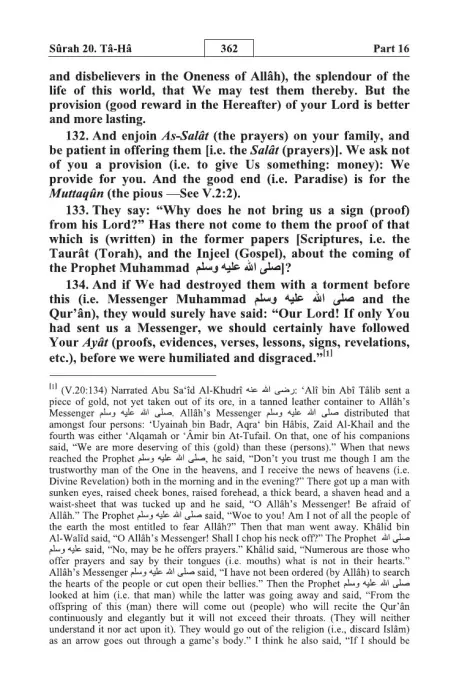 Sûrah 20. Tâ-Hâ 362 Part 16
and disbelievers in the Oneness of Allâh), the splendour of the
life of this world, that We may test them thereby. But the
provision (good reward in the Hereafter) of your Lord is better
and more lasting.
132. And enjoin As-Salât (the prayers) on your family, and
be patient in offering them [i.e. the Salât (prayers)]. We ask not
of you a provision (i.e. to give Us something: money): We
provide for you. And the good end (i.e. Paradise) is for the
Muttaqûn (the pious —See V.2:2).
133. They say: “Why does he not bring us a sign (proof)
from his Lord?” Has there not come to them the proof of that
which is (written) in the former papers [Scriptures, i.e. the
Taurât (Torah), and the Injeel (Gospel), about the coming of
the Prophet Muhammad صلى الله عليه وسلم]?
134. And if We had destroyed them with a torment before
this (i.e. Messenger Muhammad صلى الله عليه وسلم and the
Qur’ân), they would surely have said: “Our Lord! If only You
had sent us a Messenger, we should certainly have followed
Your Ayât (proofs, evidences, verses, lessons, signs, revelations,
etc.), before we were humiliated and disgraced.”[1]
[1] (V.20:134) Narrated Abu Sa‘îd Al-Khudrî رضى الله عنه: ‘Alî bin Abî Tâlib sent a
piece of gold, not yet taken out of its ore, in a tanned leather container to Allâh’s
Messenger صلى الله عليه وسلم. Allâh’s Messenger صلى الله عليه وسلم distributed that
amongst four persons: ‘Uyainah bin Badr, Aqra‘ bin Hâbis, Zaid Al-Khail and the
fourth was either ‘Alqamah or ‘Âmir bin At-Tufail. On that, one of his companions
said, “We are more deserving of this (gold) than these (persons).” When that news
reached the Prophet صلى الله عليه وسلم, he said, “Don’t you trust me though I am the
trustworthy man of the One in the heavens, and I receive the news of heavens (i.e.
Divine Revelation) both in the morning and in the evening?” There got up a man with
sunken eyes, raised cheek bones, raised forehead, a thick beard, a shaven head and a
waist-sheet that was tucked up and he said, “O Allâh’s Messenger! Be afraid of
Allâh.” The Prophet صلى الله عليه وسلم said, “Woe to you! Am I not of all the people of
the earth the most entitled to fear Allâh?” Then that man went away. Khâlid bin
Al-Walîd said, “O Allâh’s Messenger! Shall I chop his neck off?” The Prophet صلى الله
عليه وسلم said, “No, may be he offers prayers.” Khâlid said, “Numerous are those who
offer prayers and say by their tongues (i.e. mouths) what is not in their hearts.”
Allâh’s Messenger صلى الله عليه وسلم said, “I have not been ordered (by Allâh) to search
the hearts of the people or cut open their bellies.” Then the Prophet صلى الله عليه وسلم
looked at him (i.e. that man) while the latter was going away and said, “From the
offspring of this (man) there will come out (people) who will recite the Qur’ân
continuously and elegantly but it will not exceed their throats. (They will neither
understand it nor act upon it). They would go out of the religion (i.e., discard Islâm)
as an arrow goes out through a game’s body.” I think he also said, “If I should be